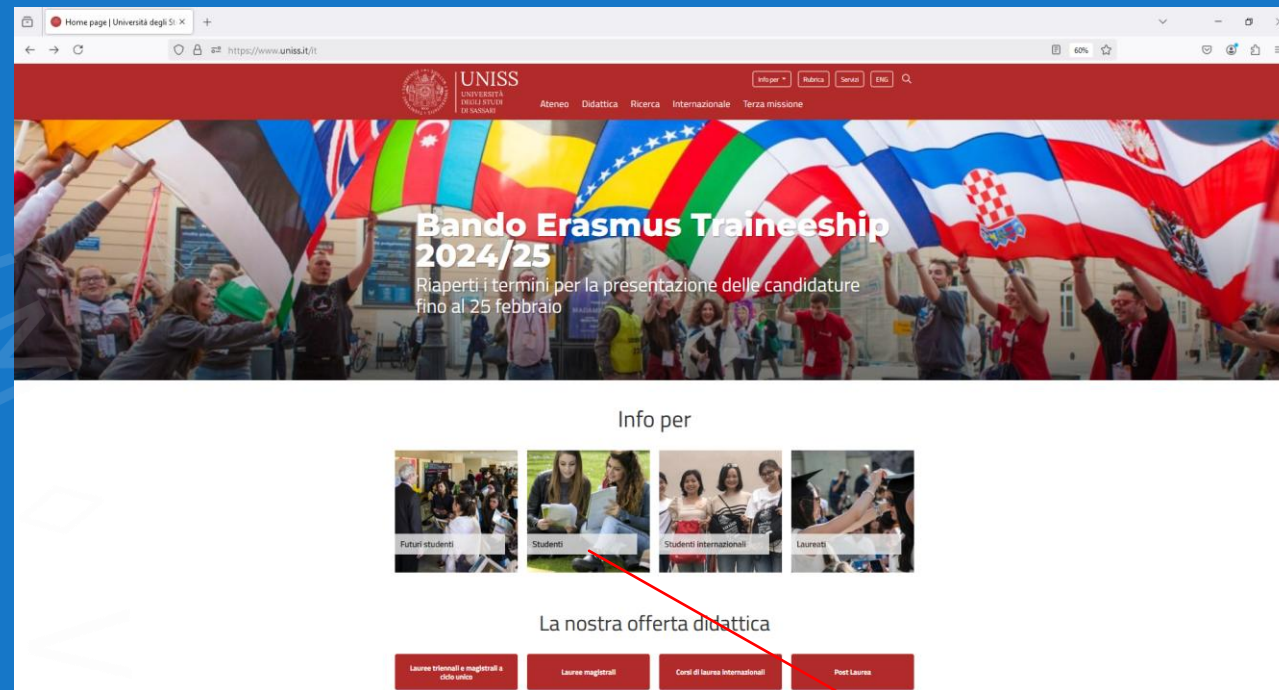 Home page | Università degli St
https://www.uniss.it/it
60%
UNISS
UNIVERSITÀ
DEGLI STUDI
DI SASSARI
Info per
Rubrica
Servizi
ENG
Ateneo Didattica Ricerca Internazionale Terza missione
Bando Erasmus Traineeship
2024/25
Riaperti i termini per la presentazione delle candidature
fino al 25 febbraio
Info per
Futuri studenti
Studenti
Studenti internazionali
Laureati
La nostra offerta didattica
Lauree triennali e magistrali a
ciclo unico
Lauree magistrali
Corsi di laurea internazionali
Post Laurea